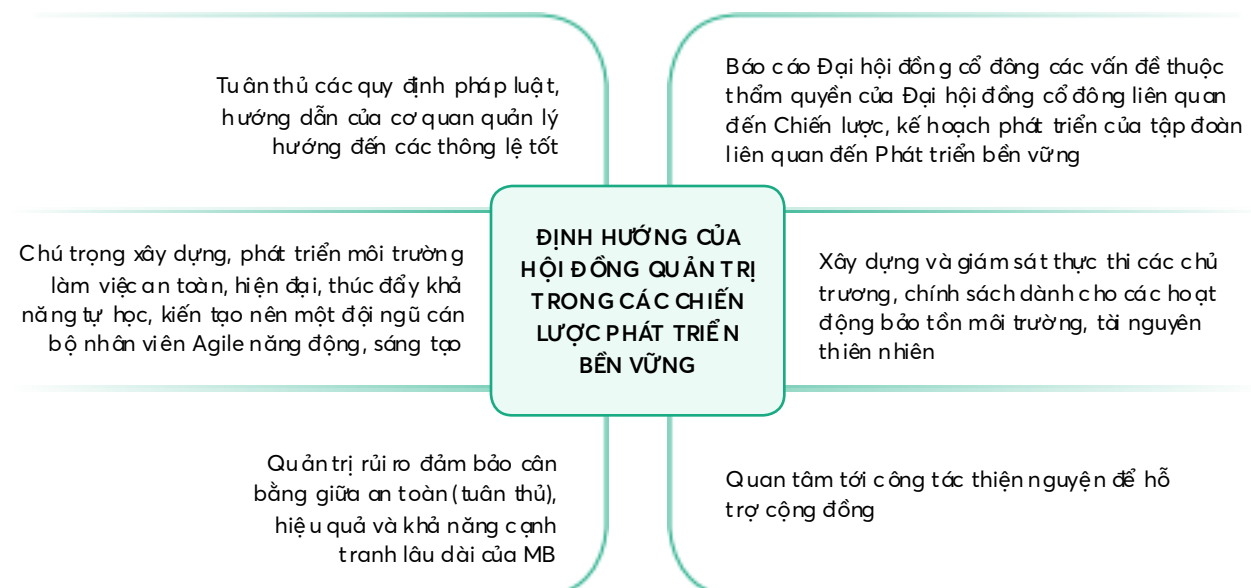 Tuân thủ các quy định pháp luật,
hướng dẫn của cơ quan quản lý
hướng đến các thông lệ tốt
Báo cáo Đại hội đồng cổ đông các vấn đề thuộc
thẩm quyền của Đại hội đồng cổ đông liên quan
đến Chiến lược, kế hoạch phát triển của tập đoàn
liên quan đến Phát triển bền vững
Chú trọng xây dựng, phát triển môi trường
làm việc an toàn, hiện đại, thúc đẩy khả
năng tự học, kiến tạo nên một đội ngũ cán
bộ nhân viên Agile năng động, sáng tạo
ĐỊNH HƯỚNG CỦA
HỘI ĐỒNG QUẢN TRỊ
TRONG CÁC CHIẾN
LƯỢC PHÁT TRIỂN
BỀN VỮNG
Xây dựng và giám sát thực thi các chủ
trương, chính sách dành cho các hoạt
động bảo tồn môi trường, tài nguyên
thiên nhiên
Quản trị rủi ro đảm bảo cân
bằng giữa an toàn (tuân thủ),
hiệu quả và khả năng cạnh
tranh lâu dài của MB
Quan tâm tới công tác thiện nguyện để hỗ
trợ cộng đồng